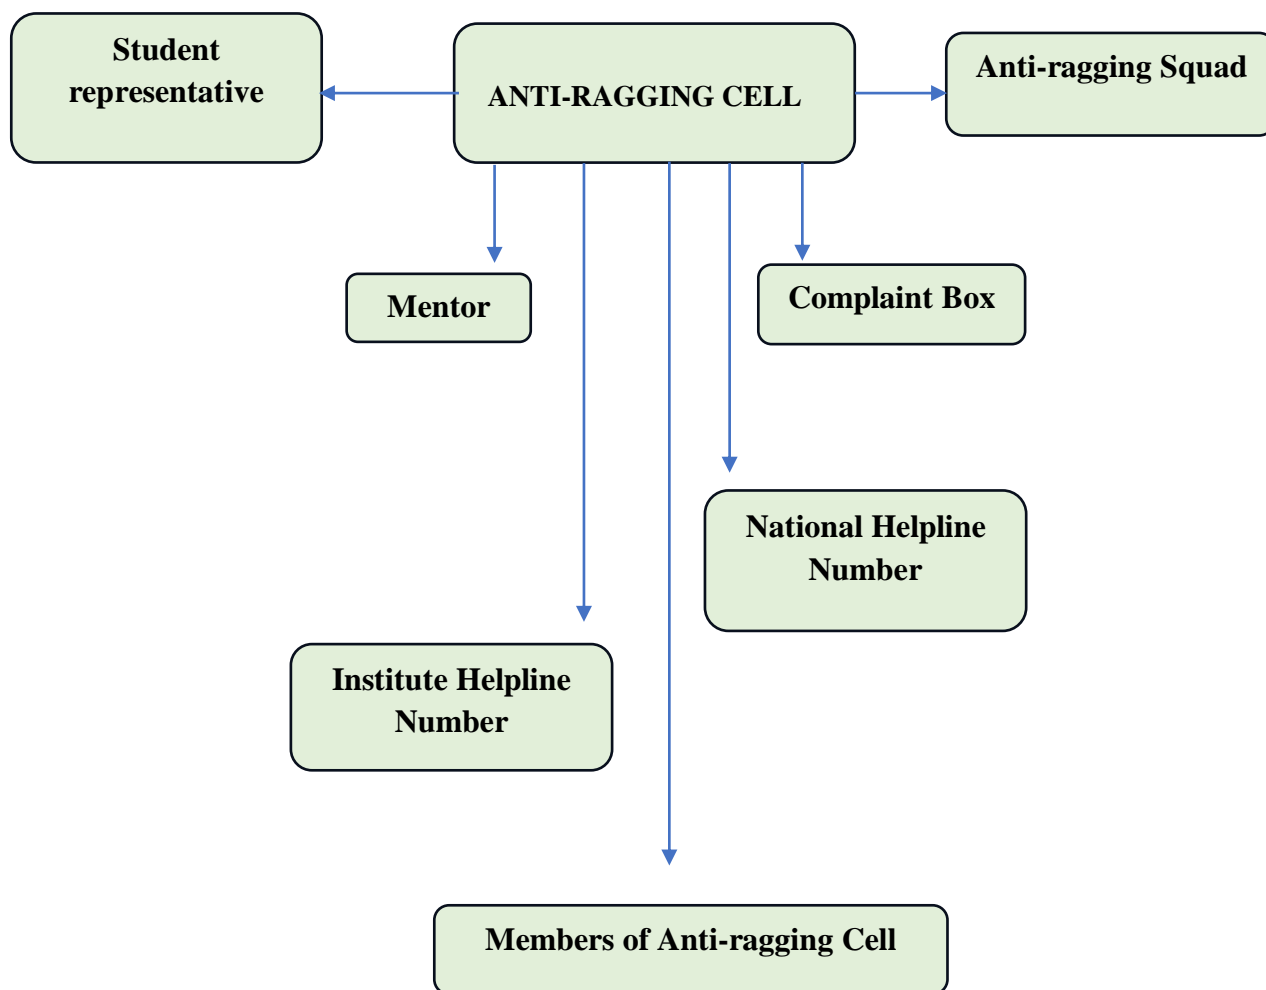 Student
representative
ANTI-RAGGING CELL
Anti-ragging Squad
Mentor
Complaint Box
National Helpline
Number
Institute Helpline
Number
Members of Anti-ragging Cell